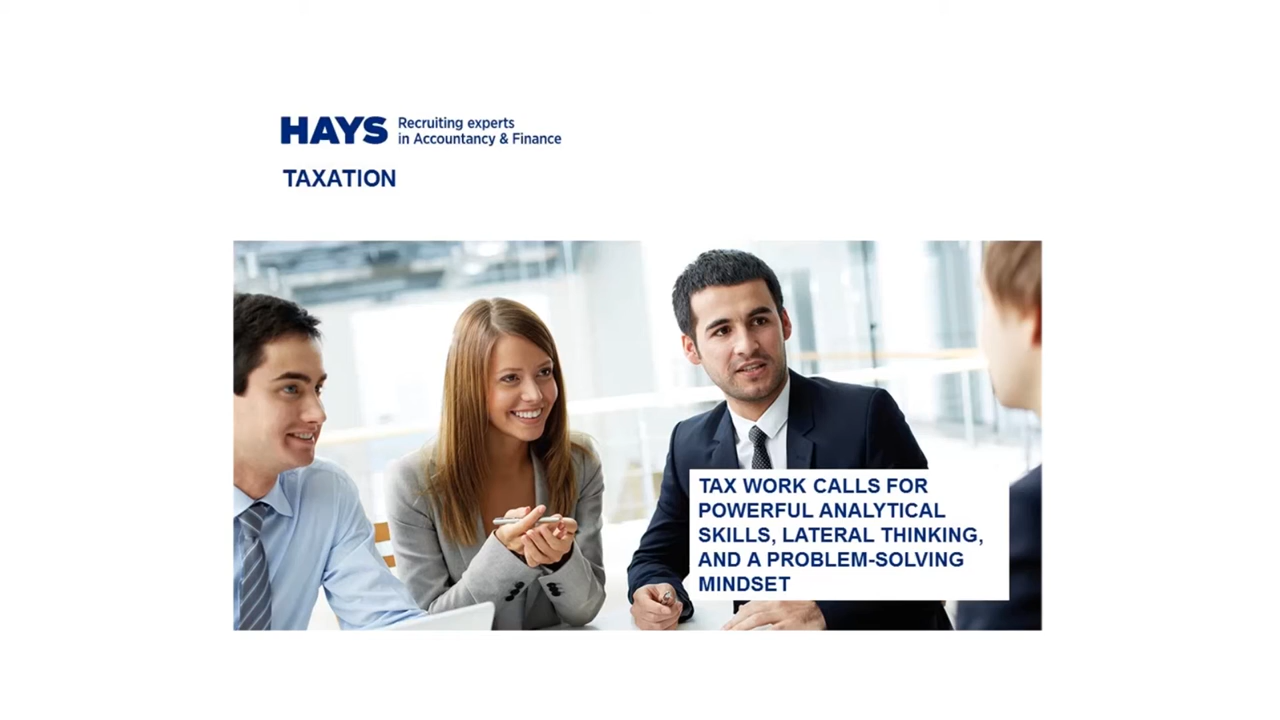 HAYS Recruiting experts
in Accountancy & Finance
TAXATION
TAX WORK CALLS FOR
POWERFUL ANALYTICAL
SKILLS, LATERAL THINKING,
AND A PROBLEM-SOLVING
MINDSET